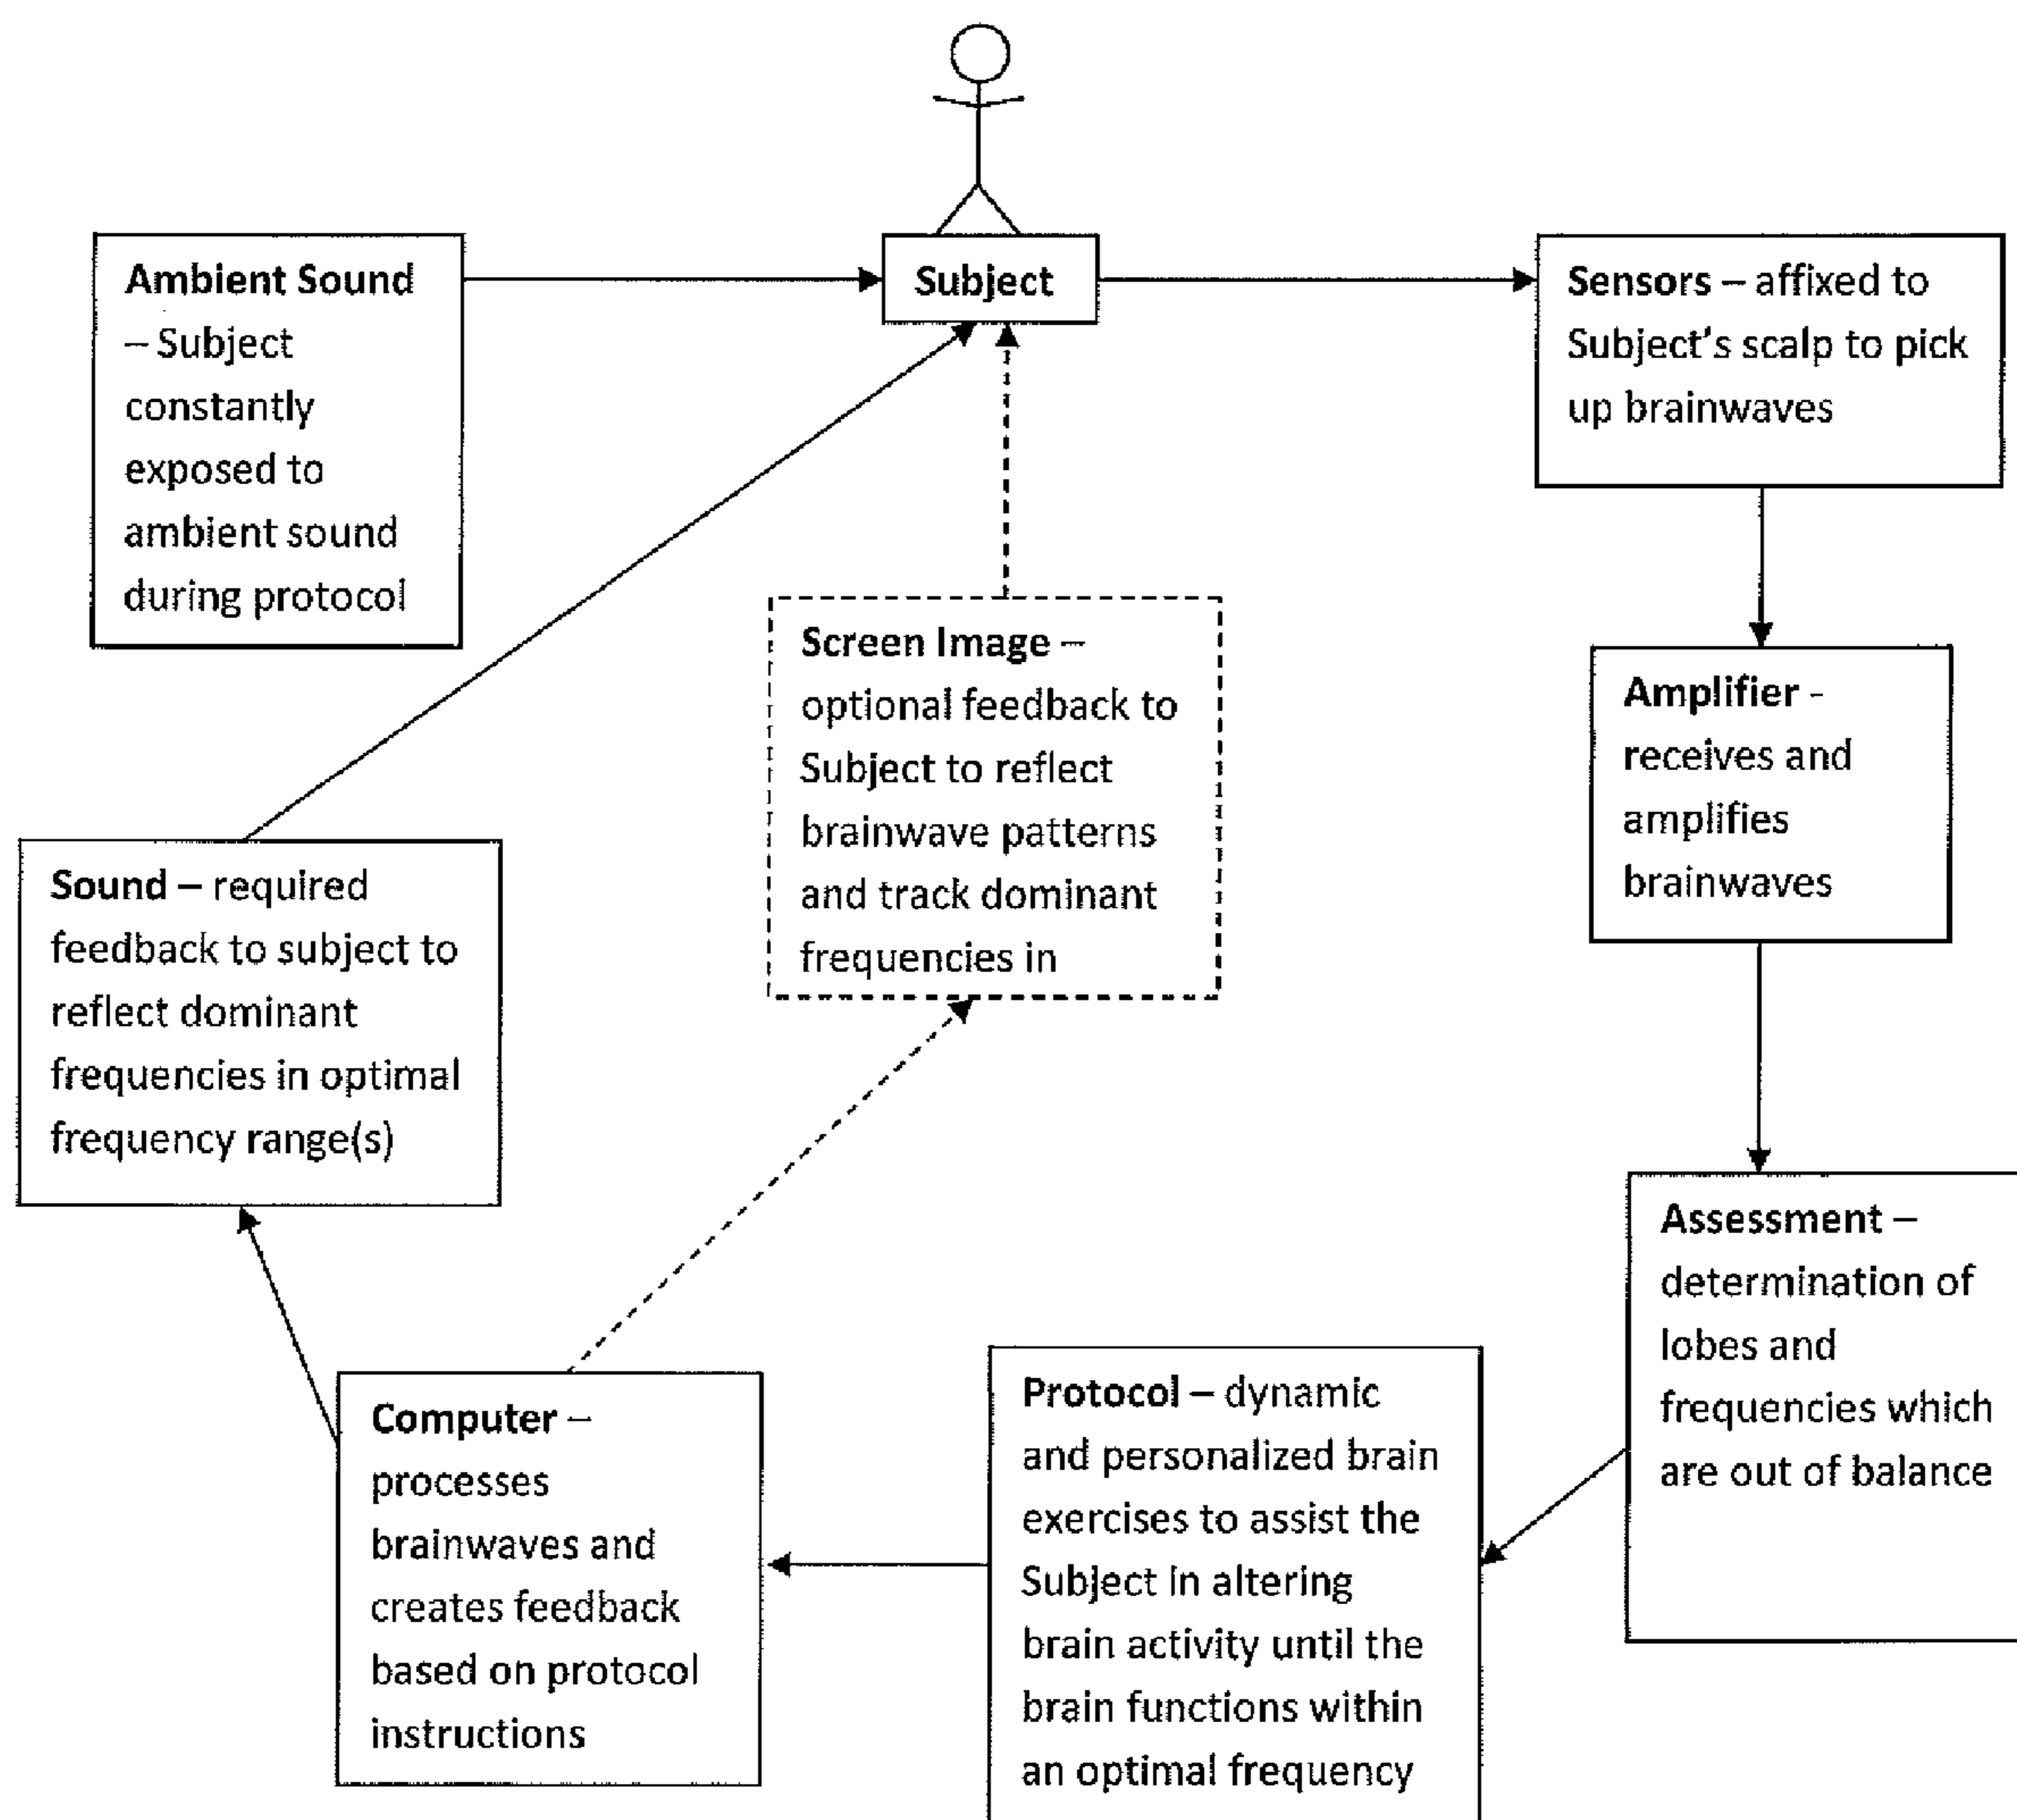 Ambient Sound
– Subject
constantly
exposed to
ambient sound
during protocol
Subject
Sensors – affixed to
Subject's scalp to pick
up brainwaves
Screen Image –
optional feedback to
Subject to reflect
brainwave patterns
and track dominant
frequencies in
Amplifier -
receives and
amplifies
brainwaves
Sound – required
feedback to subject to
reflect dominant
frequencies in optimal
frequency range(s)
Assessment –
determination of
lobes and
frequencies which
are out of balance
Protocol – dynamic
and personalized brain
exercises to assist the
Subject in altering
brain activity until the
brain functions within
an optimal frequency
Computer –
processes
brainwaves and
creates feedback
based on protocol
instructions